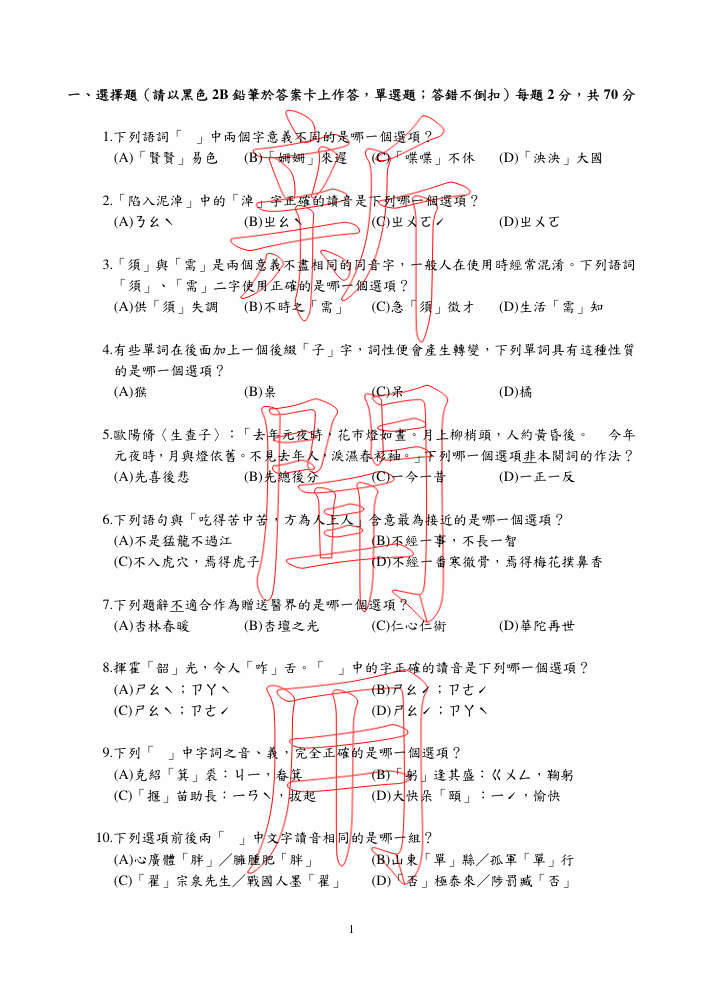 一、選擇題（請以黑色 2B 鉛筆於答案卡上作答，單選題；答錯不倒扣）每題 2 分，共 70 分
1.下列語詞「　」中兩個字意義不同的是哪一個選項？
(A)「賢賢」易色　(B)「姍姍」來遲　(C)「喋喋」不休　(D)「泱泱」大國
2.「陷入泥淖」中的「淖」字正確的讀音是下列哪一個選項？
(A)ㄋㄠˋ　(B)ㄓㄠˋ　(C)ㄓㄨㄛˊ　(D)ㄓㄨㄛ
3.「須」與「需」是兩個意義不盡相同的同音字，一般人在使用時經常混淆。下列語詞
「須」、「需」二字使用正確的是哪一個選項？
(A)供「須」失調　(B)不時之「需」　(C)急「須」徵才　(D)生活「需」知
4.有些單詞在後面加上一個後綴「子」字，詞性便會產生轉變，下列單詞具有這種性質
的是哪一個選項？
(A)猴　(B)桌　(C)呆　(D)橘
5.歐陽脩〈生查子〉：「去年元夜時，花市燈如晝。月上柳梢頭，人約黃昏後。　今年
元夜時，月與燈依舊。不見去年人，淚濕春衫袖。」下列哪一個選項非本闋詞的作法？
(A)先喜後悲　(B)先總後分　(C)一今一昔　(D)一正一反
6.下列語句與「吃得苦中苦，方為人上人」含意最為接近的是哪一個選項？
(A)不是猛龍不過江　(B)不經一事，不長一智
(C)不入虎穴，焉得虎子　(D)不經一番寒徹骨，焉得梅花撲鼻香
7.下列題辭不適合作為贈送醫界的是哪一個選項？
(A)杏林春暖　(B)杏壇之光　(C)仁心仁術　(D)華陀再世
8.揮霍「韶」光，令人「咋」舌。「　」中的字正確的讀音是下列哪一個選項？
(A)ㄕㄠˋ；ㄗㄚˋ　(B)ㄕㄠˊ；ㄗㄜˊ
(C)ㄕㄠˋ；ㄗㄜˊ　(D)ㄕㄠˊ；ㄗㄚˋ
9.下列「　」中字詞之音、義，完全正確的是哪一個選項？
(A)克紹「箕」裘：ㄐㄧ，畚箕　(B)「躬」逢其盛：ㄍㄨㄥ，鞠躬
(C)「揠」苗助長：ㄧㄢˋ，拔起　(D)大快朵「頤」：ㄧˊ，愉快
10.下列選項前後兩「　」中文字讀音相同的是哪一組？
(A)心廣體「胖」／臃腫肥「胖」　(B)山東「單」縣／孤軍「單」行
(C)「翟」宗泉先生／戰國人墨「翟」　(D)「否」極泰來／陟罰臧「否」
1
新聞用